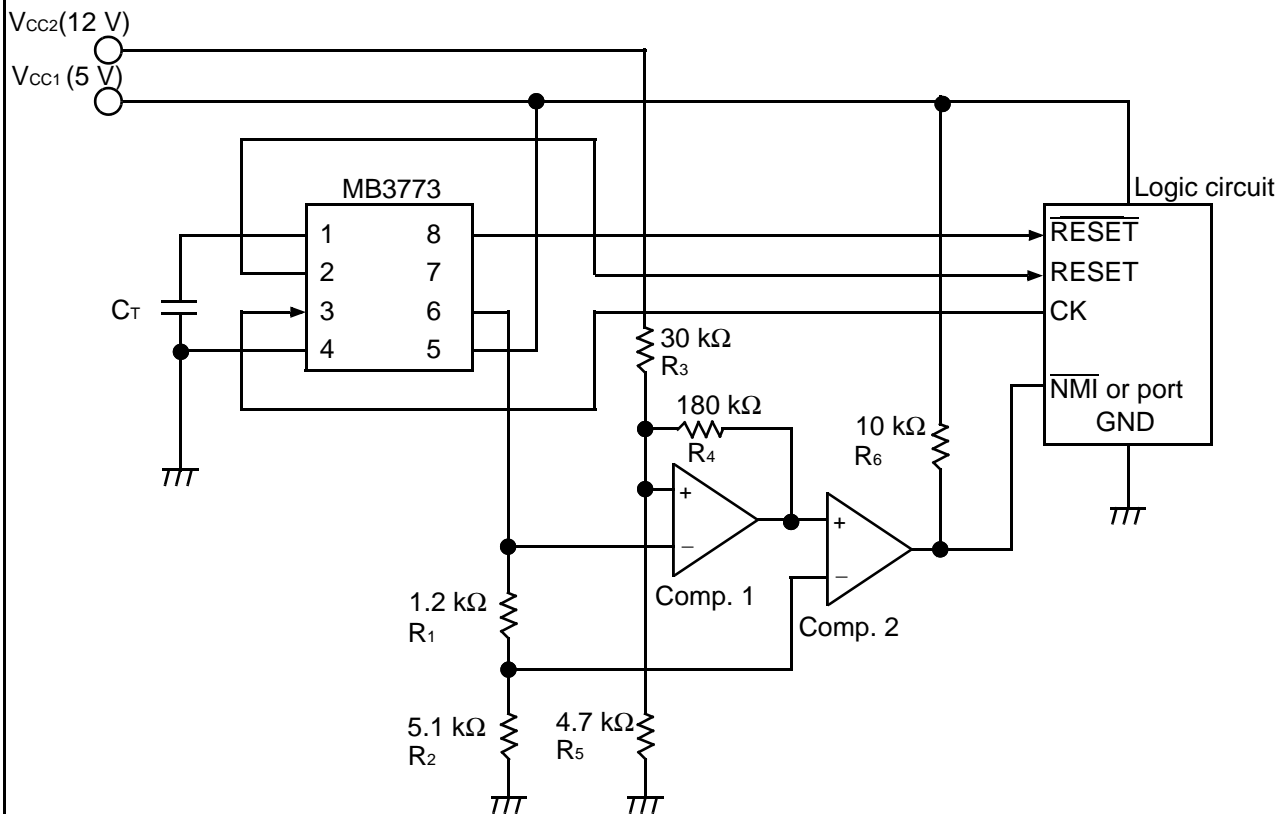 VCC2(12 V)
VCC1 (5 V)
MB3773
Logic circuit
1 8
2 7
3 6
4 5
CT
RESET
RESET
CK
NMI or port
GND
30 kΩ
R3
180 kΩ
R4
10 kΩ
R6
+
−
Comp. 1
+
−
Comp. 2
1.2 kΩ
R1
5.1 kΩ
R2
4.7 kΩ
R5